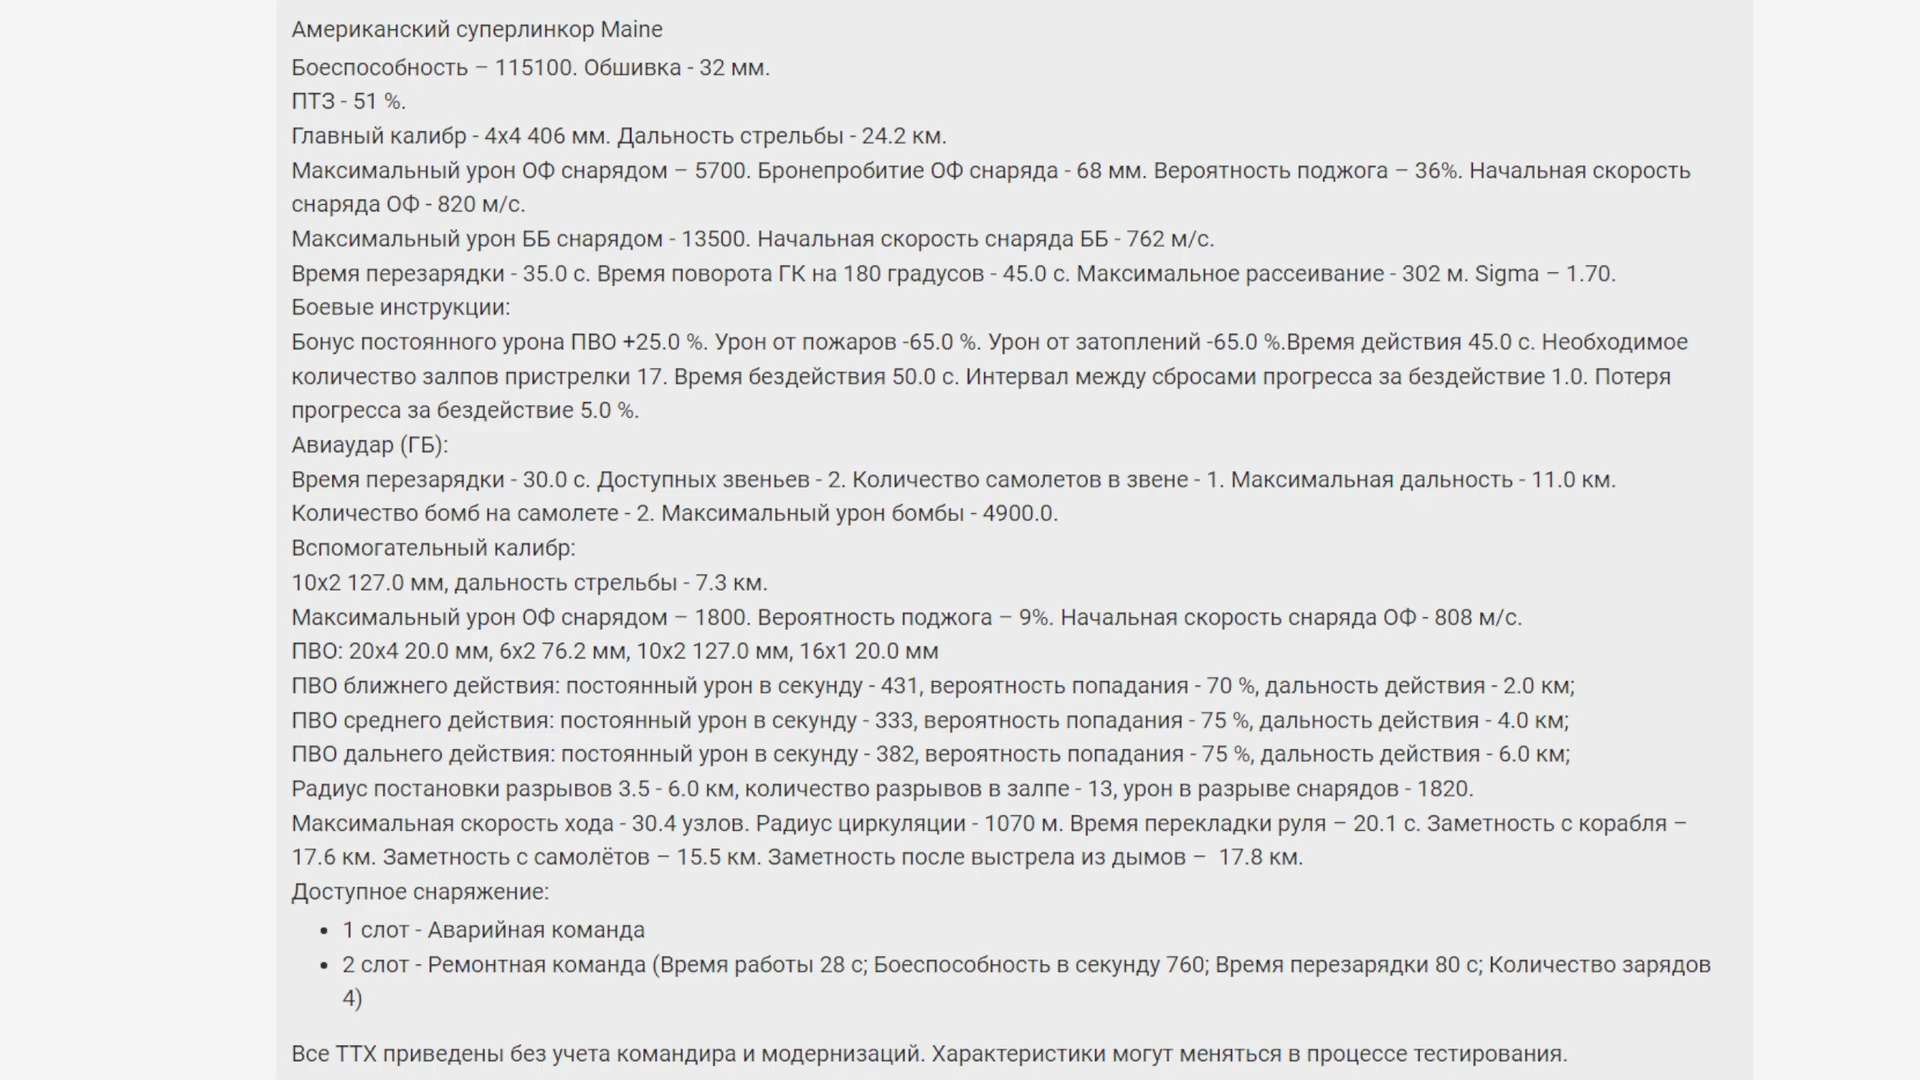 Американский суперлинкор Maine
Боеспособность – 115100. Обшивка - 32 мм.
ПТЗ - 51 %.
Главный калибр - 4x4 406 мм. Дальность стрельбы - 24.2 км.
Максимальный урон ОФ снарядом – 5700. Бронепробитие ОФ снаряда - 68 мм. Вероятность поджога – 36%. Начальная скорость
снаряда ОФ - 820 м/с.
Максимальный урон ББ снарядом - 13500. Начальная скорость снаряда ББ - 762 м/с.
Время перезарядки - 35.0 с. Время поворота ГК на 180 градусов - 45.0 с. Максимальное рассеивание - 302 м. Sigma – 1.70.
Боевые инструкции:
Бонус постоянного урона ПВО +25.0 %. Урон от пожаров -65.0 %. Урон от затоплений -65.0 %.Время действия 45.0 с. Необходимое
количество залпов пристрелки 17. Время бездействия 50.0 с. Интервал между сбросами прогресса за бездействие 1.0. Потеря
прогресса за бездействие 5.0 %.
Авиаудар (ГБ):
Время перезарядки - 30.0 с. Доступных звеньев - 2. Количество самолетов в звене - 1. Максимальная дальность - 11.0 км.
Количество бомб на самолете - 2. Максимальный урон бомбы - 4900.0.
Вспомогательный калибр:
10x2 127.0 мм, дальность стрельбы - 7.3 км.
Максимальный урон ОФ снарядом – 1800. Вероятность поджога – 9%. Начальная скорость снаряда ОФ - 808 м/с.
ПВО: 20x4 20.0 мм, 6x2 76.2 мм, 10x2 127.0 мм, 16x1 20.0 мм
ПВО ближнего действия: постоянный урон в секунду - 431, вероятность попадания - 70 %, дальность действия - 2.0 км;
ПВО среднего действия: постоянный урон в секунду - 333, вероятность попадания - 75 %, дальность действия - 4.0 км;
ПВО дальнего действия: постоянный урон в секунду - 382, вероятность попадания - 75 %, дальность действия - 6.0 км;
Радиус постановки разрывов 3.5 - 6.0 км, количество разрывов в залпе - 13, урон в разрыве снарядов - 1820.
Максимальная скорость хода - 30.4 узлов. Радиус циркуляции - 1070 м. Время перекладки руля – 20.1 с. Заметность с корабля –
17.6 км. Заметность с самолётов – 15.5 км. Заметность после выстрела из дымов – 17.8 км.
Доступное снаряжение:
• 1 слот - Аварийная команда
• 2 слот - Ремонтная команда (Время работы 28 с; Боеспособность в секунду 760; Время перезарядки 80 с; Количество зарядов
4)
Все ТТХ приведены без учета командира и модернизаций. Характеристики могут меняться в процессе тестирования.